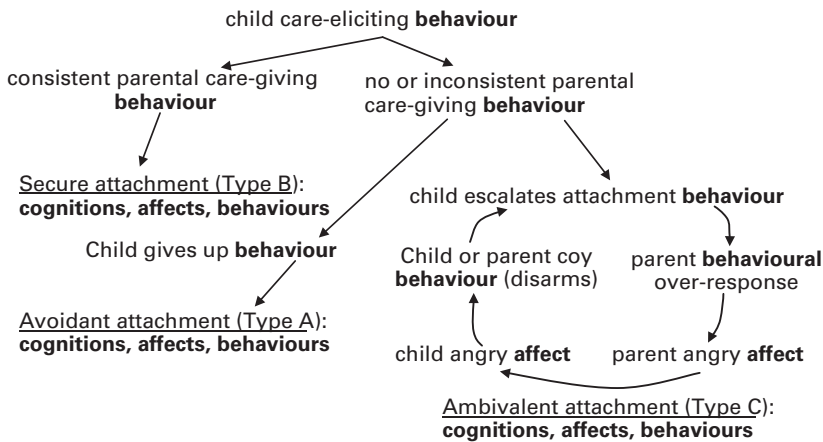 child care-eliciting behaviour
consistent parental care-giving
behaviour
no or inconsistent parental
care-giving behaviour
Secure attachment (Type B):
cognitions, affects, behaviours
child escalates attachment behaviour
Child gives up behaviour
Child or parent coy
behaviour (disarms)
parent behavioural
over-response
Avoidant attachment (Type A):
cognitions, affects, behaviours
child angry affect
parent angry affect
Ambivalent attachment (Type C):
cognitions, affects, behaviours